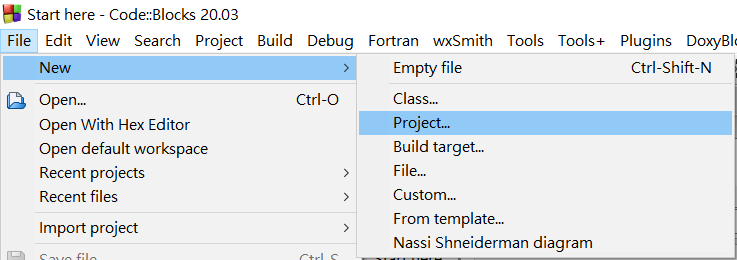 Start here - Code::Blocks 20.03
File Edit View Search Project Build Debug Fortran wxSmith Tools Tools+ Plugins DoxyBl
New
Open... Ctrl-O
Open With Hex Editor
Open default workspace
Recent projects
Recent files
Import project
Save file Ctrl-S
Empty file Ctrl-Shift-N
Class...
Project...
Build target...
File...
Custom...
From template...
Nassi Shneiderman diagram
Start here